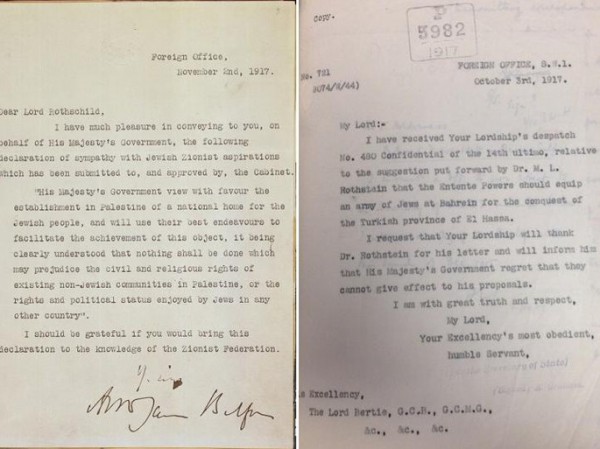 Foreign Office,
November 2nd, 1917.
Dear Lord Rothschild,
I have much pleasure in conveying to you, on
behalf of His Majesty's Government, the following
declaration of sympathy with Jewish Zionist aspirations
which has been submitted to, and approved by, the Cabinet.
"His Majesty's Government view with favour the
establishment in Palestine of a national home for the
Jewish people, and will use their best endeavours to
facilitate the achievement of this object, it being
clearly understood that nothing shall be done which
may prejudice the civil and religious rights of
existing non-Jewish communities in Palestine, or the
rights and political status enjoyed by Jews in any
other country".
I should be grateful if you would bring this
declaration to the knowledge of the Zionist Federation.
Copy.
P
5982
1917
No. 721
FOREIGN OFFICE, S.W.1.
October 3rd, 1917.
My Lord:-
I have received Your Lordship's despatch
No. 450 Confidential of the 14th ultimo, relative
to the suggestion put forward by Dr. M. L.
Rothstein that the Entente Powers should equip
an army of Jews at Bahrein for the conquest of
the Turkish province of El Hassa.
I request that Your Lordship will thank
Dr. Rothstein for his letter and will inform him
that His Majesty's Government regret that they
cannot give effect to his proposals.
I am with great truth and respect,
My Lord,
Your Excellency's most obedient,
humble Servant,
Excellency,
The Lord Bertie, G.C.B., G.C.M.G.,
&c., &c., &c.